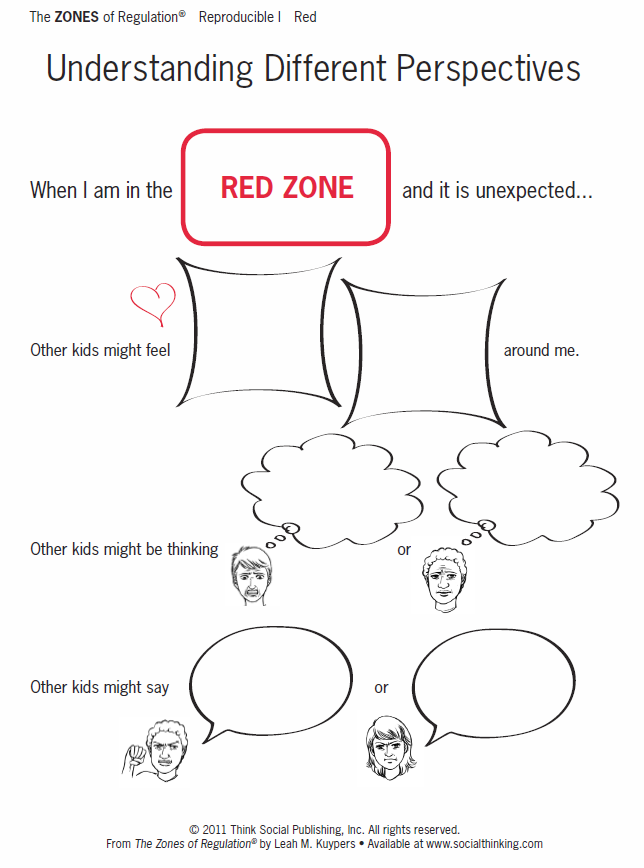 The ZONES of Regulation® Reproducible I Red
Understanding Different Perspectives
When I am in the RED ZONE and it is unexpected...
Other kids might feel around me.
Other kids might be thinking or
Other kids might say or
© 2011 Think Social Publishing, Inc. All rights reserved.
From The Zones of Regulation® by Leah M. Kuypers • Available at www.socialthinking.com